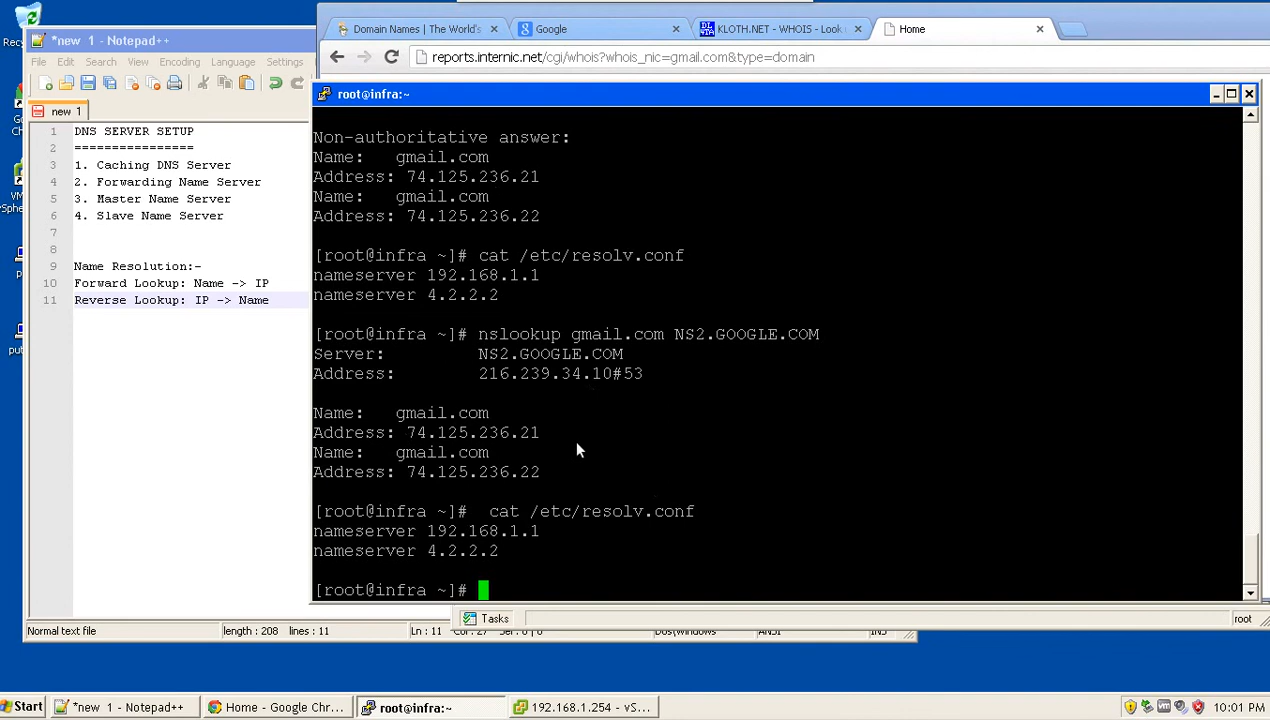 Domain Names | The World's
Google
KLOTH.NET - WHOIS - Look
Home
*new 1 - Notepad++
reports.internic.net/cgi/whois?whois_nic=gmail.com&type=domain
File Edit Search View Encoding Language Settings
root@infra:~
new 1
1 DNS SERVER SETUP
2 ================
3 1. Caching DNS Server
4 2. Forwarding Name Server
5 3. Master Name Server
6 4. Slave Name Server
7
8
9 Name Resolution:-
10 Forward Lookup: Name -> IP
11 Reverse Lookup: IP -> Name
Non-authoritative answer:
Name: gmail.com
Address: 74.125.236.21
Name: gmail.com
Address: 74.125.236.22
[root@infra ~]# cat /etc/resolv.conf
nameserver 192.168.1.1
nameserver 4.2.2.2
[root@infra ~]# nslookup gmail.com NS2.GOOGLE.COM
Server: NS2.GOOGLE.COM
Address: 216.239.34.10#53
Name: gmail.com
Address: 74.125.236.21
Name: gmail.com
Address: 74.125.236.22
[root@infra ~]# cat /etc/resolv.conf
nameserver 192.168.1.1
nameserver 4.2.2.2
[root@infra ~]#
Tasks
root
Normal text file length : 208 lines : 11 Ln : 11
Start
*new 1 - Notepad++
Home - Google Chr...
root@infra:~
192.168.1.254 - vS...
10:01 PM